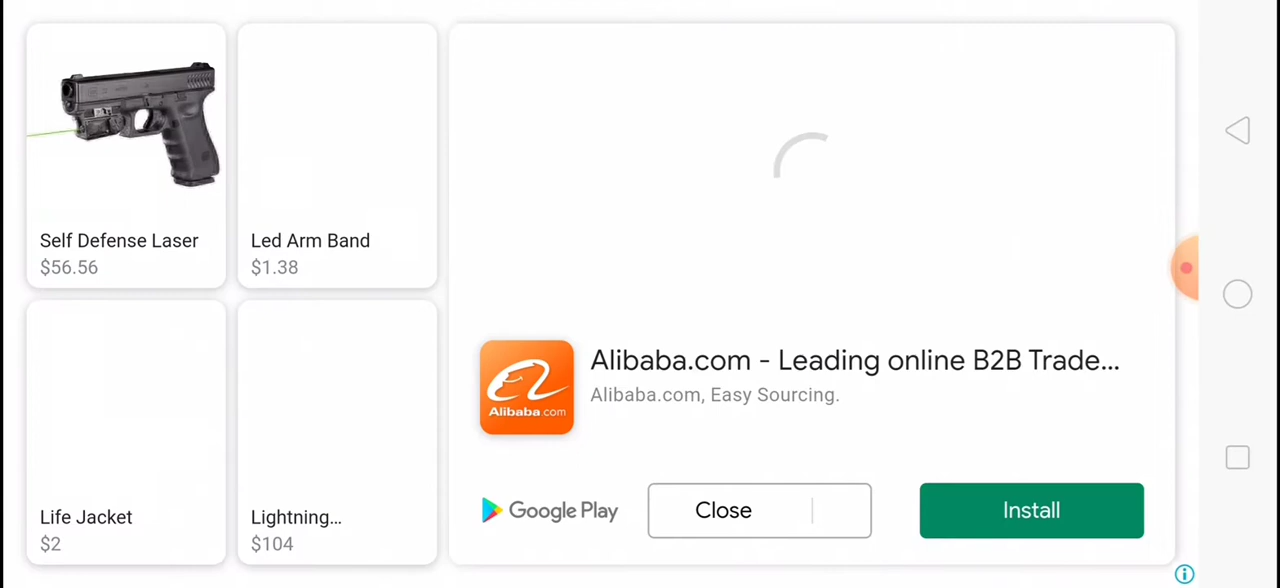 Self Defense Laser
$56.56
Led Arm Band
$1.38
Life Jacket
$2
Lightning...
$104
Alibaba.com
Alibaba.com - Leading online B2B Trade...
Alibaba.com, Easy Sourcing.
Google Play
Close
Install